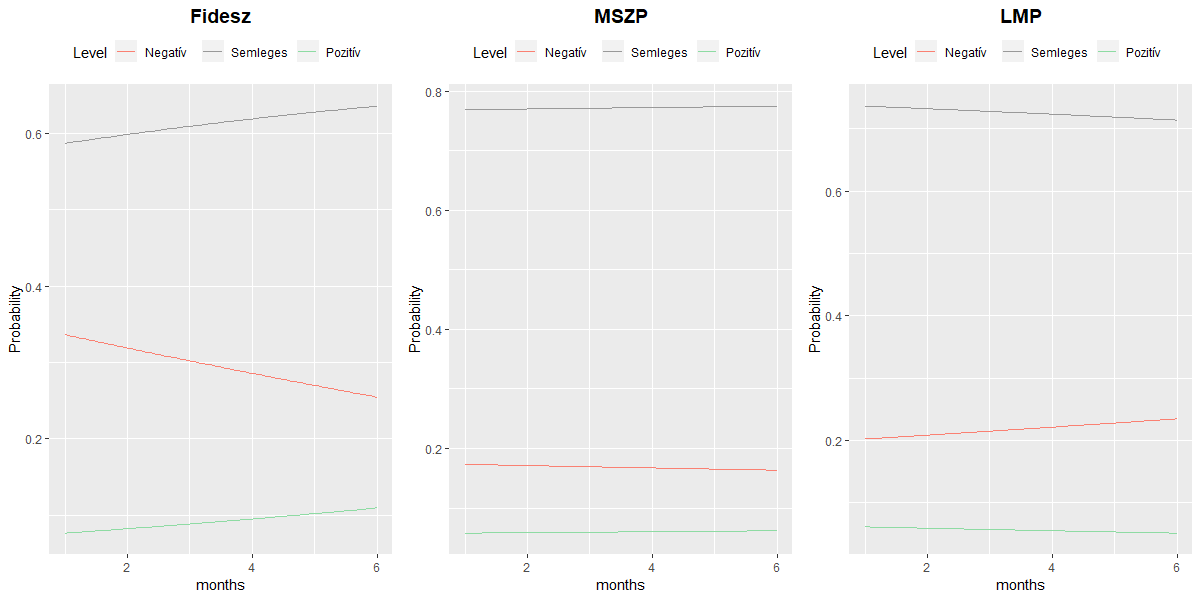 Fidesz
Level Negatív Semleges Pozitív
0.6
0.4
0.2
Probability
2 4 6
months
MSZP
Level Negatív Semleges Pozitív
0.8
0.6
0.4
0.2
Probability
2 4 6
months
LMP
Level Negatív Semleges Pozitív
0.6
0.4
0.2
Probability
2 4 6
months